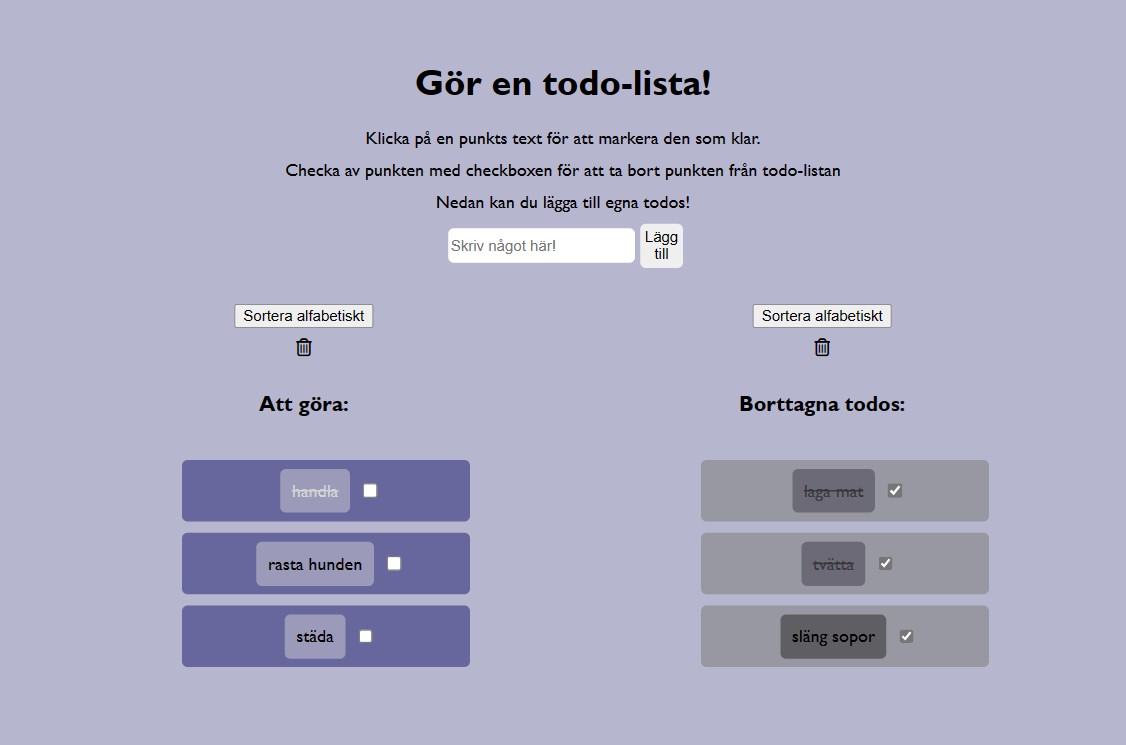 Gör en todo-lista!
Klicka på en punkts text för att markera den som klar.
Checka av punkten med checkboxen för att ta bort punkten från todo-listan
Nedan kan du lägga till egna todos!
Skriv något här!
Lägg
till
Sortera alfabetiskt
Att göra:
handla
rasta hunden
städa
Sortera alfabetiskt
Borttagna todos:
laga mat
tvätta
släng sopor